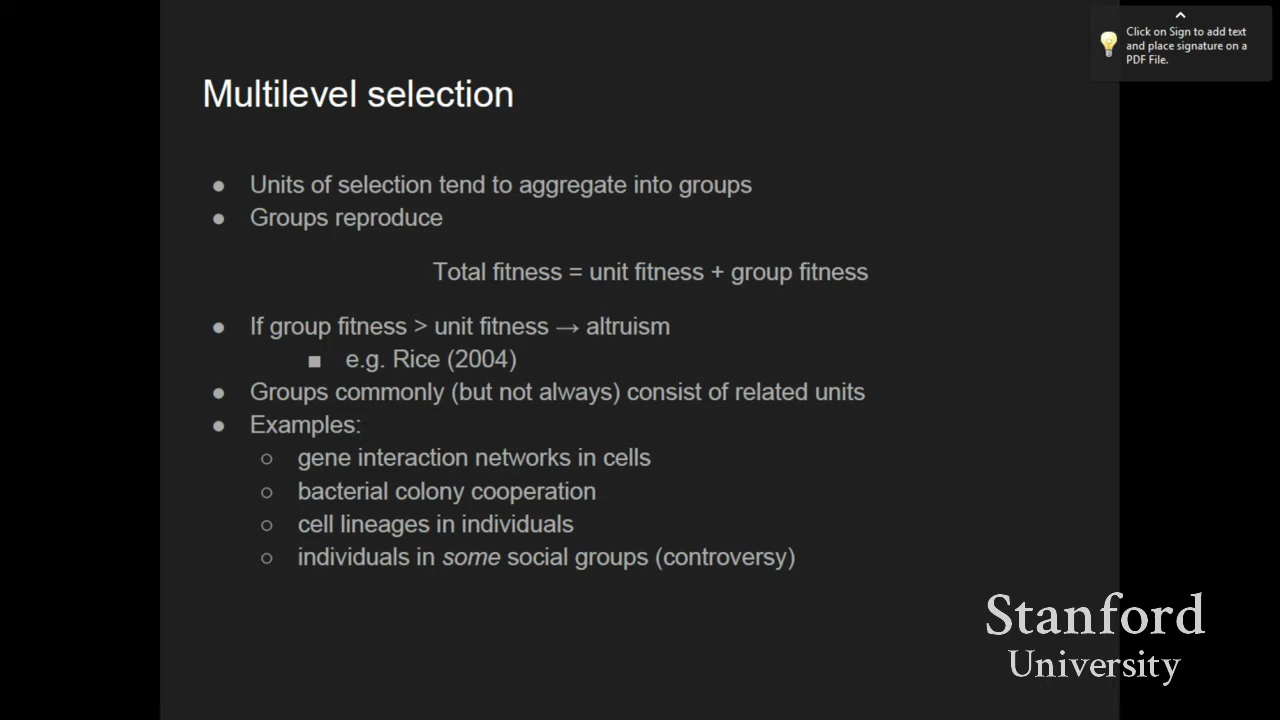 Click on Sign to add text
and place signature on a
PDF File.
Multilevel selection
● Units of selection tend to aggregate into groups
● Groups reproduce
Total fitness = unit fitness + group fitness
● If group fitness > unit fitness → altruism
■ e.g. Rice (2004)
● Groups commonly (but not always) consist of related units
● Examples:
○ gene interaction networks in cells
○ bacterial colony cooperation
○ cell lineages in individuals
○ individuals in some social groups (controversy)
Stanford
University